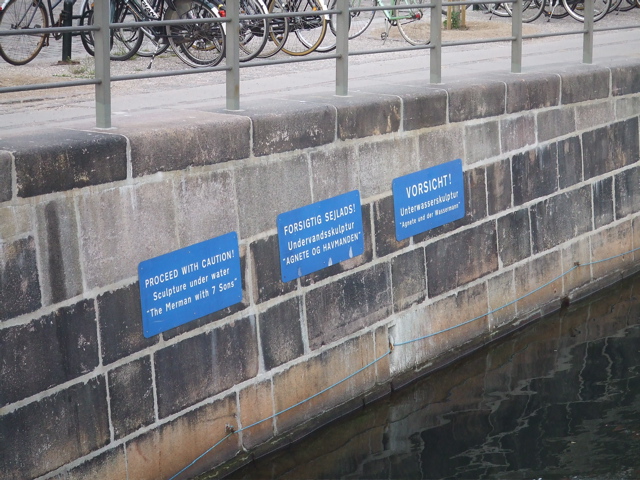 PROCEED WITH CAUTION!
Sculpture under water
"The Merman with 7 Sons"
FORSIGTIG SEJLADS!
Undervandsskulptur
"AGNETE OG HAVMANDEN"
VORSICHT!
Unterwasserskulptur
"Agnete und der Wassermann"